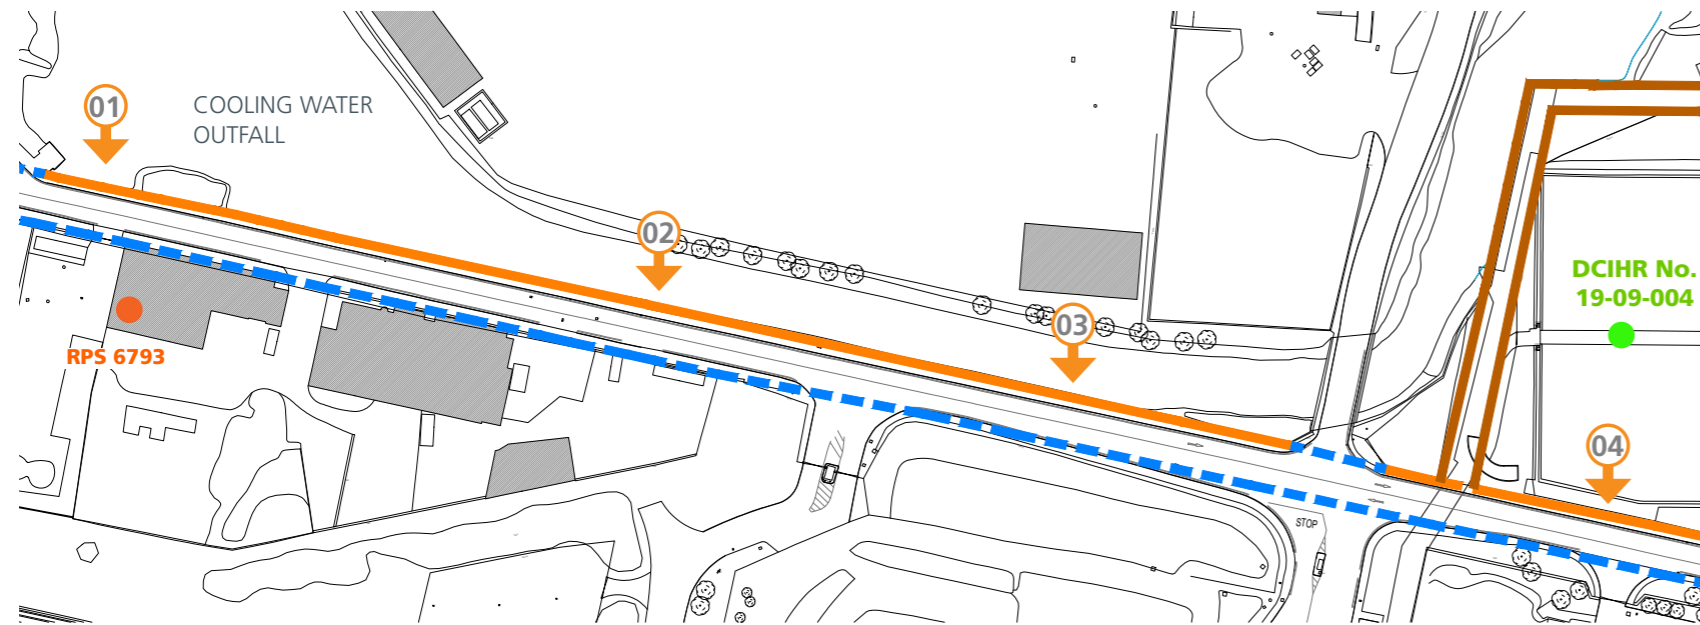 01
COOLING WATER
OUTFALL
02
03
DCIHR No.
19-09-004
RPS 6793
04
STOP